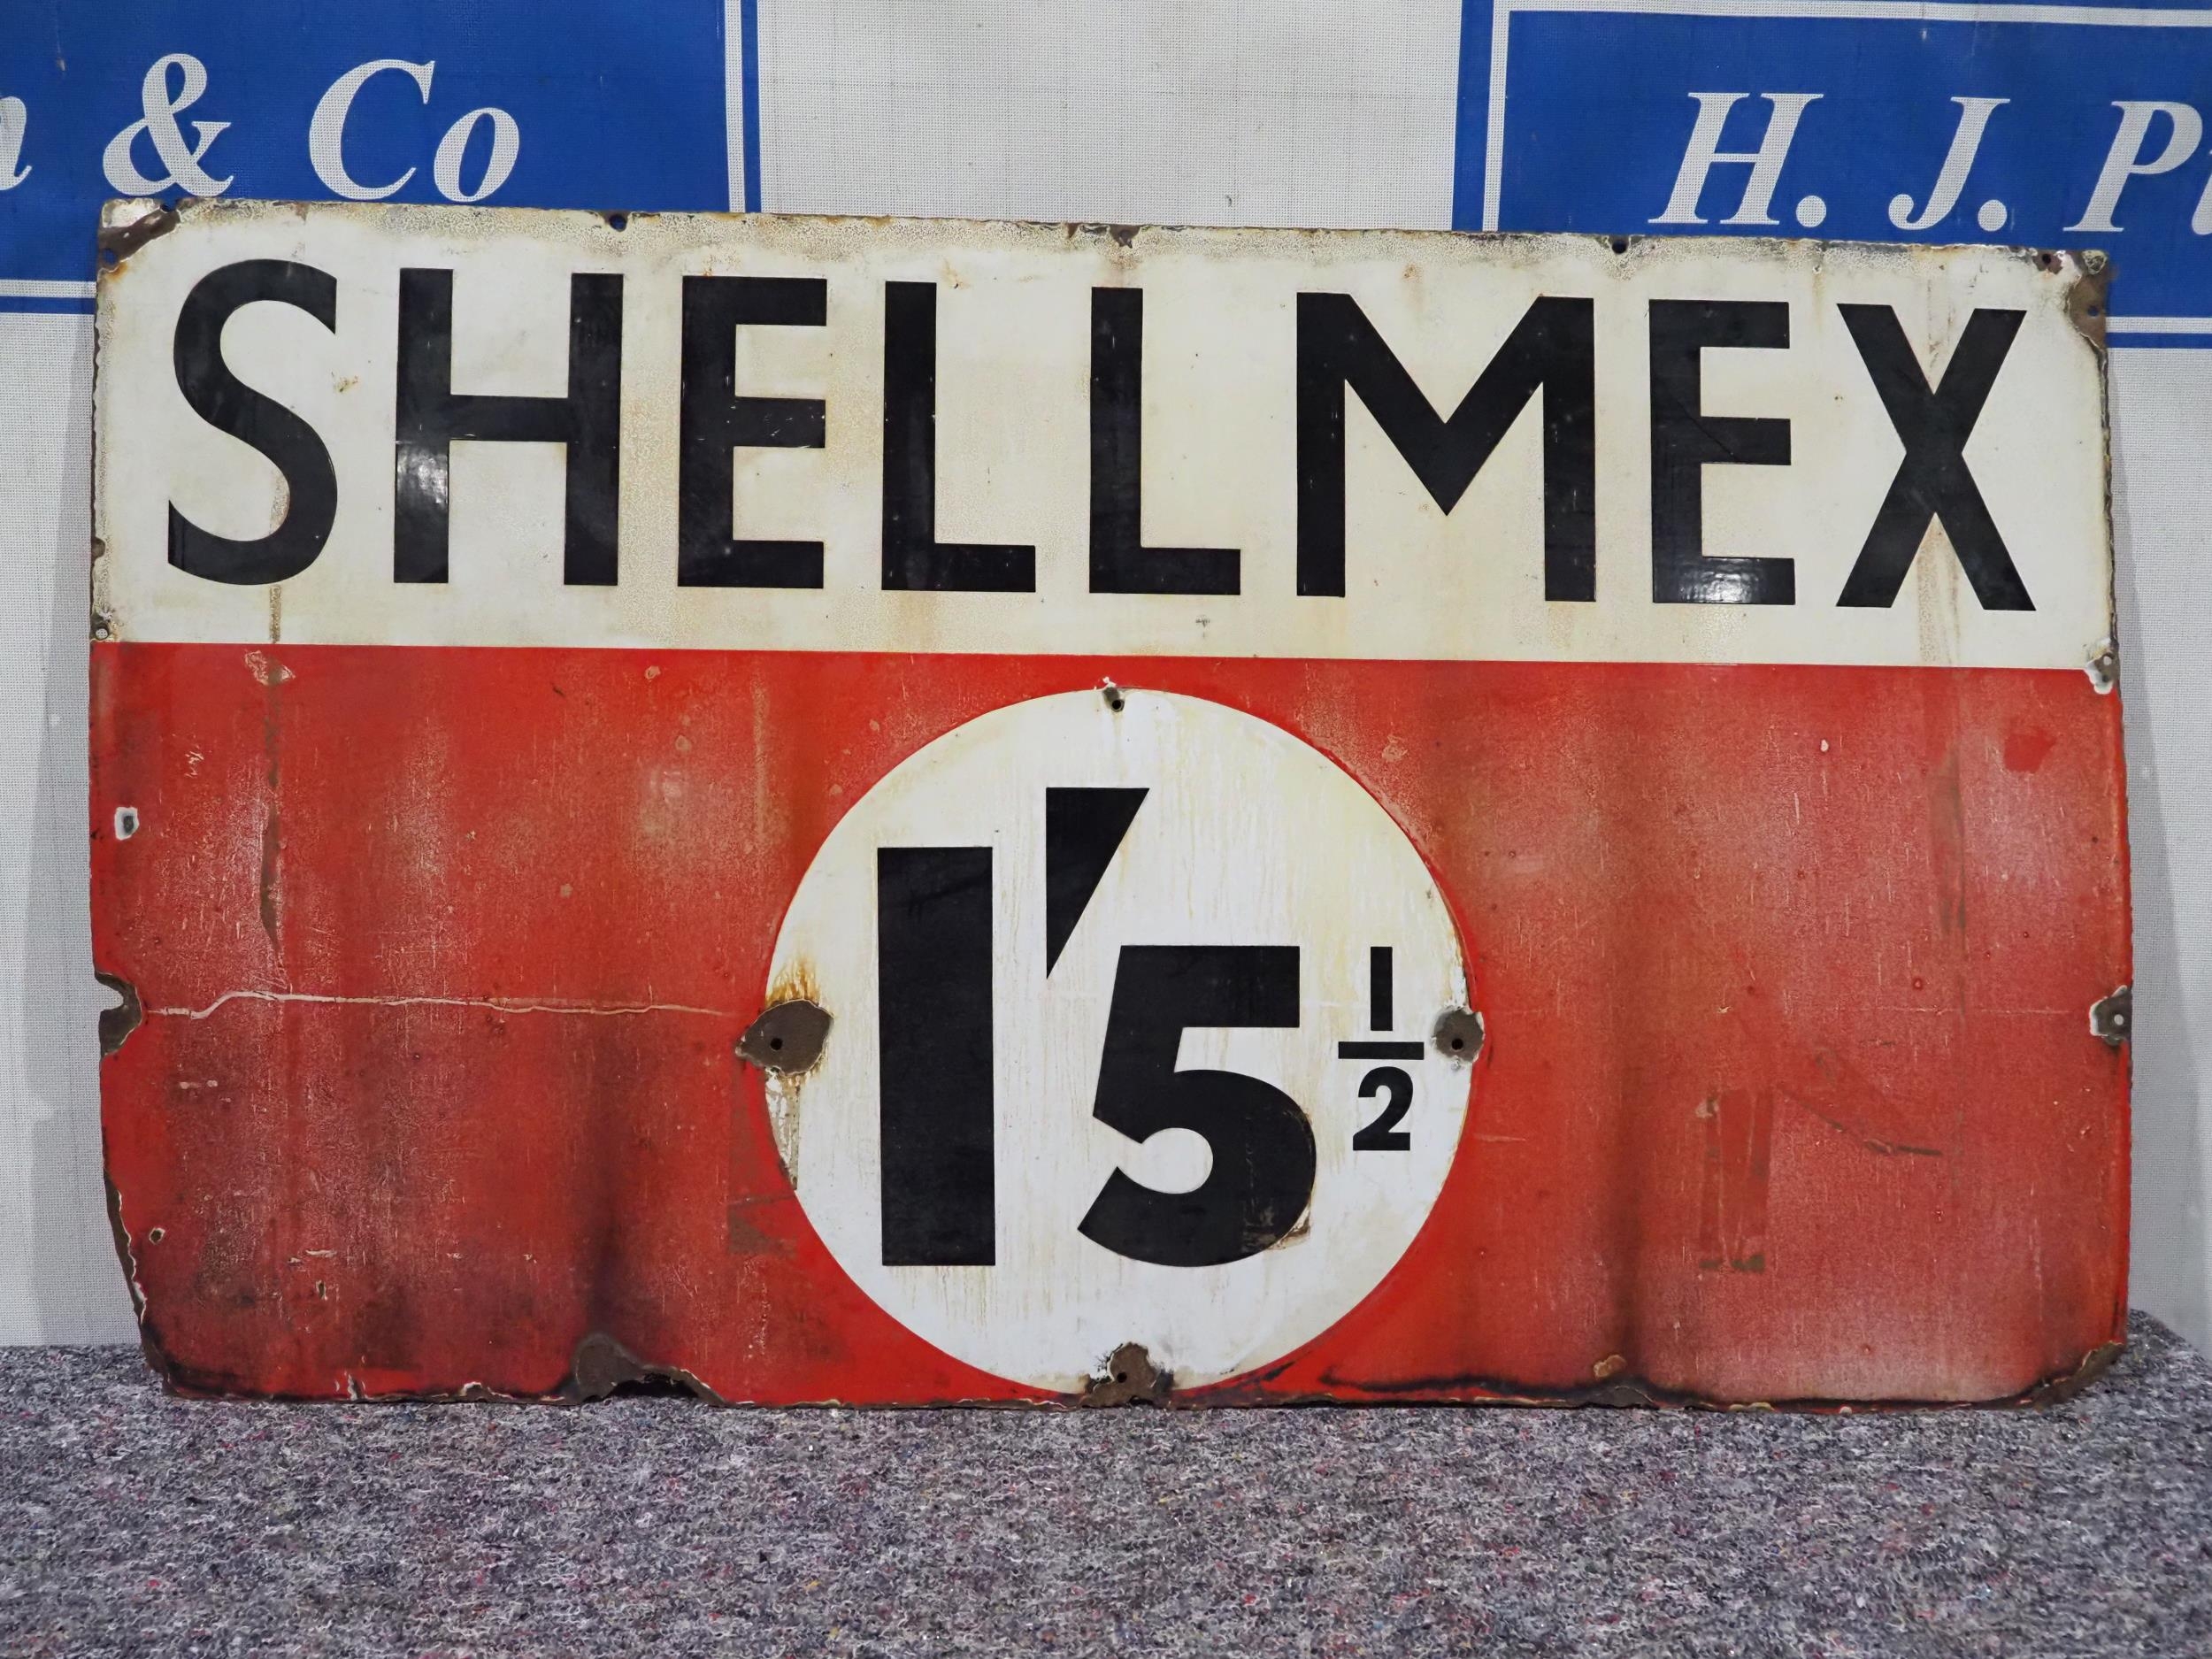 & Co
H. J.
SHELLMEX
1'5 1/2